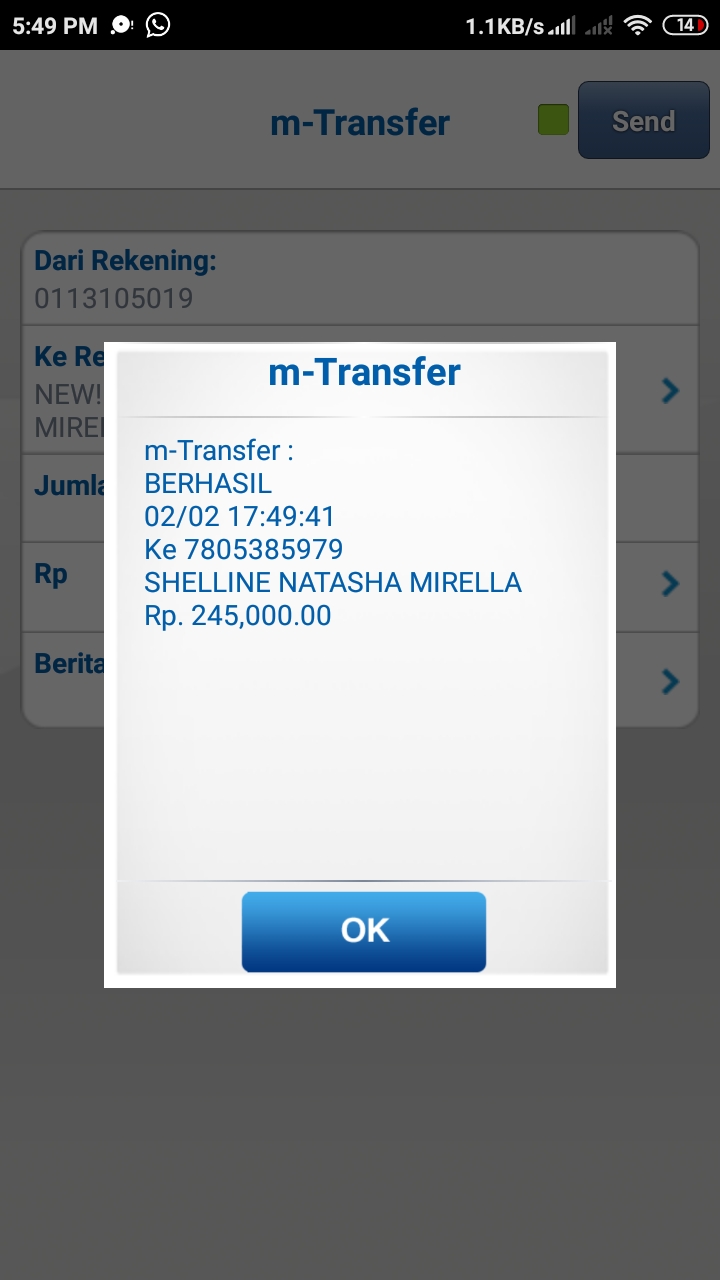 5:49 PM
1.1KB/s
14
m-Transfer
Send
Dari Rekening:
0113105019
Ke Re
NEW!
MIREL
Jumla
Rp
Berita
m-Transfer
m-Transfer :
BERHASIL
02/02 17:49:41
Ke 7805385979
SHELLINE NATASHA MIRELLA
Rp. 245,000.00
OK